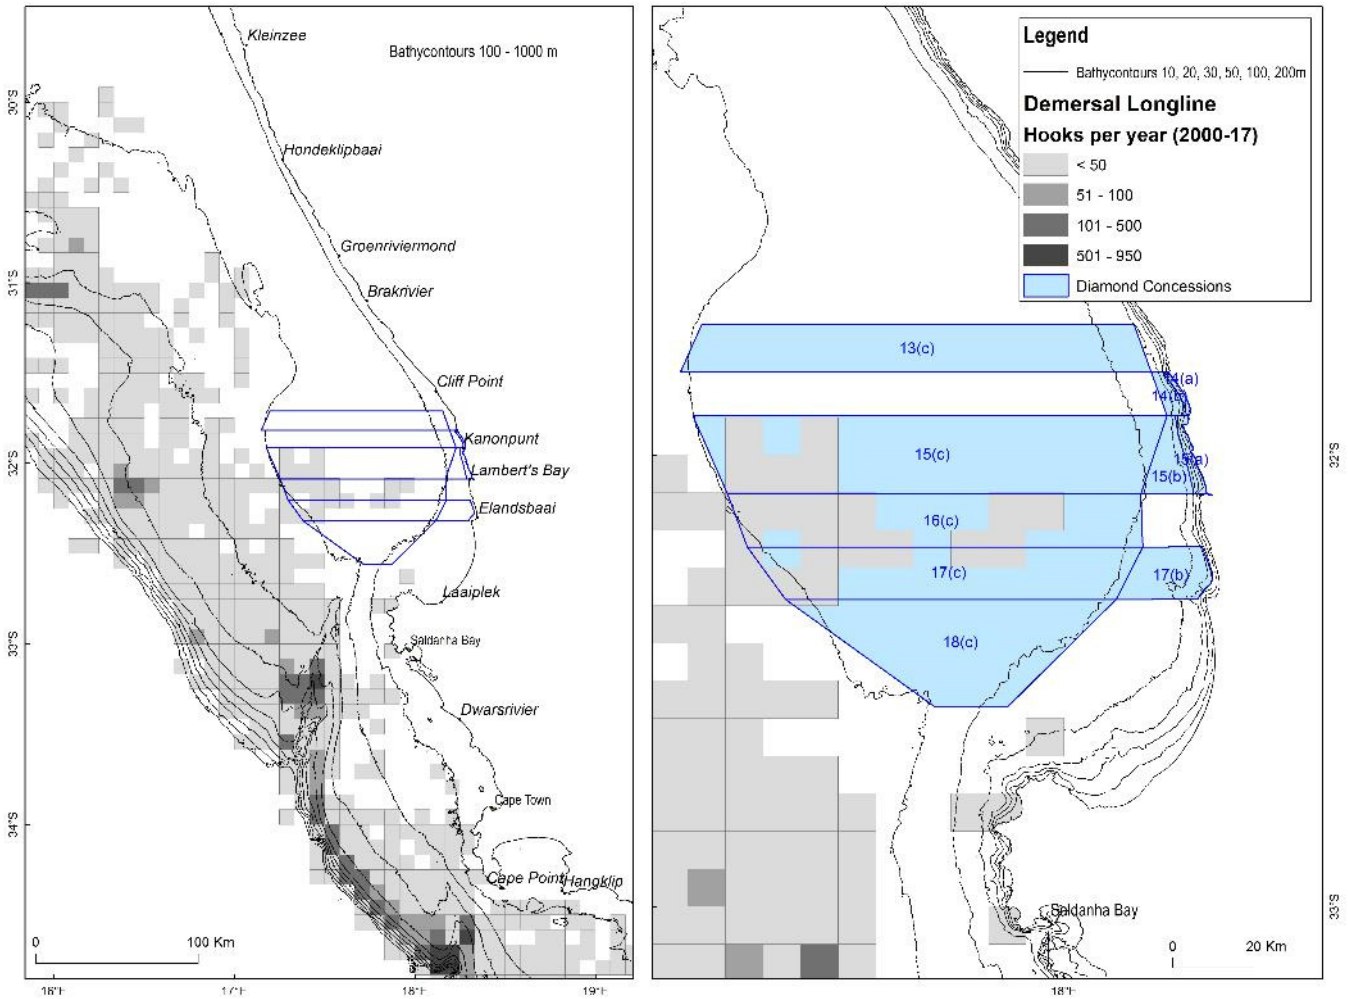 Kleinzee
Bathycontours 100 - 1000 m
Hondeklipbaai
Groenriviermond
Brakrivier
Cliff Point
Kanonpunt
Lambert's Bay
Elandsbaai
Laaiplek
Saldanha Bay
Dwarsrivier
Cape Town
Cape Point
Hangklip
0
100 Km
30°S
31°S
32°S
33°S
34°S
16°E
17°E
18°E
19°E
Legend
Bathycontours 10, 20, 30, 50, 100, 200m
Demersal Longline
Hooks per year (2000-17)
< 50
51 - 100
101 - 500
501 - 950
Diamond Concessions
13(c)
14(a)
14(b)
15(c)
15(a)
15(b)
16(c)
17(c)
17(b)
18(c)
Saldanha Bay
0
20 Km
32°S
33°S
18°E